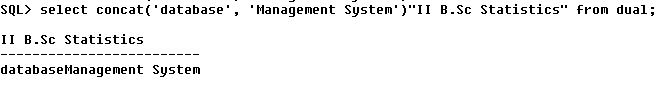 SQL> select concat('database', 'Management System')"II B.Sc Statistics" from dual;
II B.Sc Statistics
-------------------------
databaseManagement System